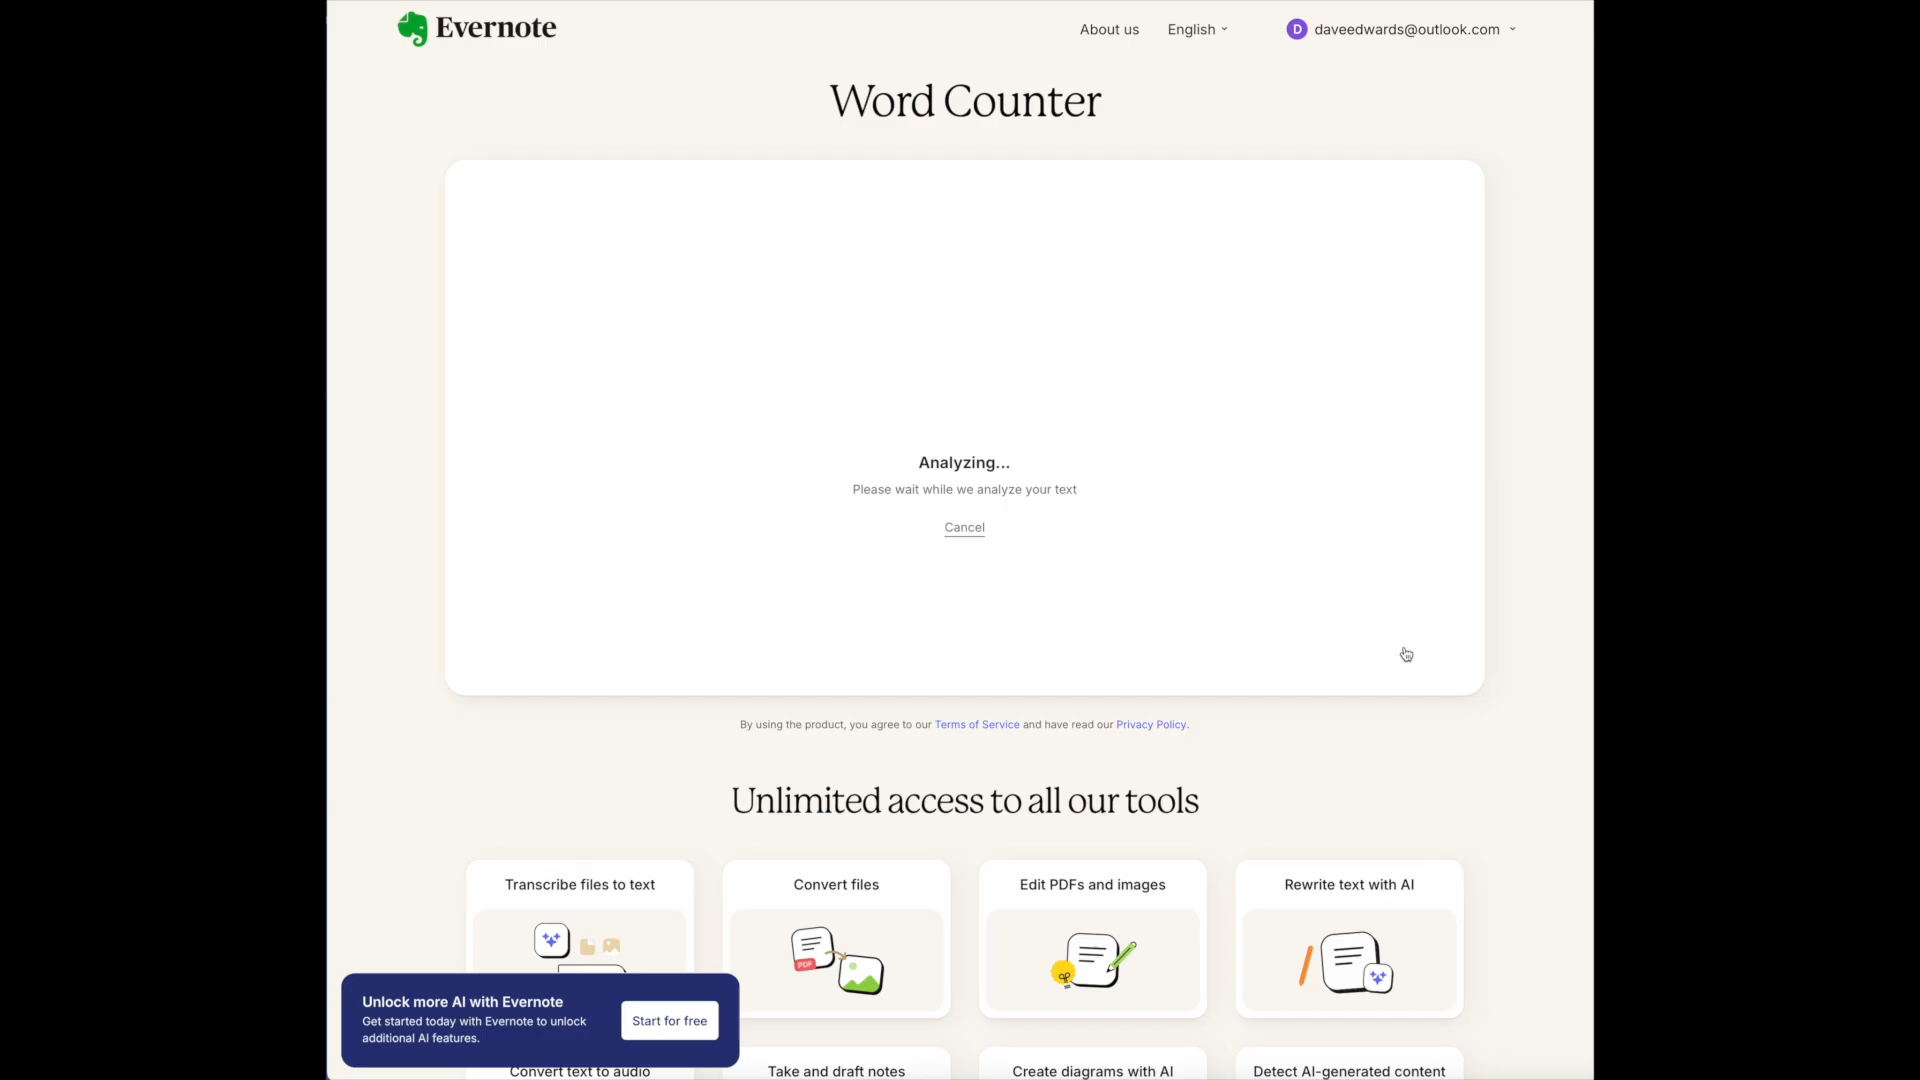 Evernote
About us
English
D
daveedwards@outlook.com
Word Counter
Analyzing...
Please wait while we analyze your text
Cancel
By using the product, you agree to our Terms of Service and have read our Privacy Policy.
Unlimited access to all our tools
Transcribe files to text
Convert files
PDF
Edit PDFs and images
Rewrite text with AI
Unlock more AI with Evernote
Get started today with Evernote to unlock
additional AI features.
Start for free
Convert text to audio
Take and draft notes
Create diagrams with AI
Detect AI-generated content